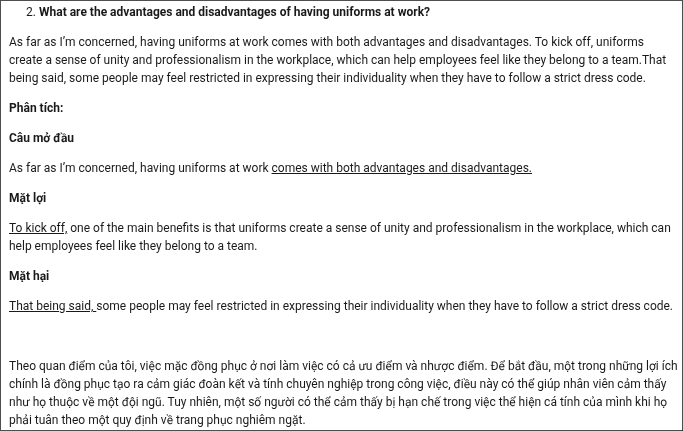 2. What are the advantages and disadvantages of having uniforms at work?
As far as I’m concerned, having uniforms at work comes with both advantages and disadvantages. To kick off, uniforms
create a sense of unity and professionalism in the workplace, which can help employees feel like they belong to a team.That
being said, some people may feel restricted in expressing their individuality when they have to follow a strict dress code.
Phân tích:
Câu mở đầu
As far as I’m concerned, having uniforms at work comes with both advantages and disadvantages.
Mặt lợi
To kick off, one of the main benefits is that uniforms create a sense of unity and professionalism in the workplace, which can
help employees feel like they belong to a team.
Mặt hại
That being said, some people may feel restricted in expressing their individuality when they have to follow a strict dress code.
Theo quan điểm của tôi, việc mặc đồng phục ở nơi làm việc có cả ưu điểm và nhược điểm. Để bắt đầu, một trong những lợi ích
chính là đồng phục tạo ra cảm giác đoàn kết và tính chuyên nghiệp trong công việc, điều này có thể giúp nhân viên cảm thấy
như họ thuộc về một đội ngũ. Tuy nhiên, một số người có thể cảm thấy bị hạn chế trong việc thể hiện cá tính của mình khi họ
phải tuân theo một quy định về trang phục nghiêm ngặt.